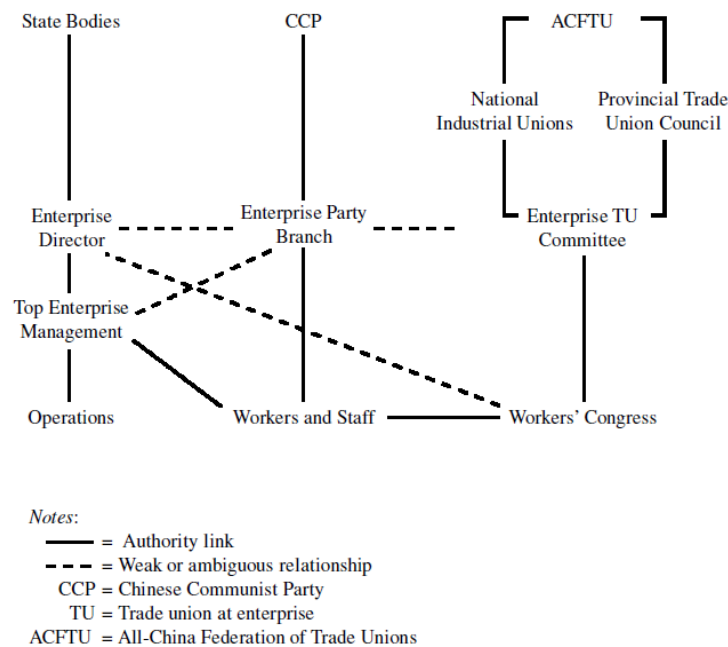 State Bodies
CCP
ACFTU
National
Industrial Unions
Provincial Trade
Union Council
Enterprise
Director
Enterprise Party
Branch
Enterprise TU
Committee
Top Enterprise
Management
Operations
Workers and Staff
Workers’ Congress
Notes:
= Authority link
= Weak or ambiguous relationship
CCP = Chinese Communist Party
TU = Trade union at enterprise
ACFTU = All-China Federation of Trade Unions